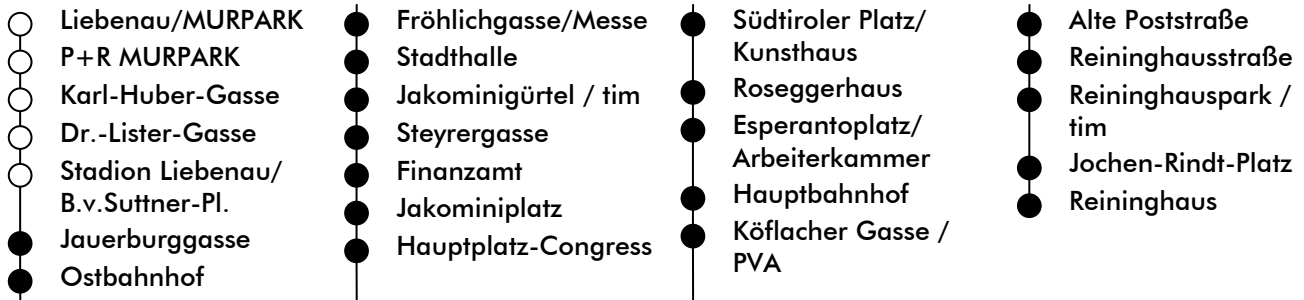 Liebenau/MURPARK
P+R MURPARK
Karl-Huber-Gasse
Dr.-Lister-Gasse
Stadion Liebenau/
B.v.Suttner-Pl.
Jauerburggasse
Ostbahnhof
Fröhlichgasse/Messe
Stadthalle
Jakominigürtel / tim
Steyrergasse
Finanzamt
Jakominiplatz
Hauptplatz-Congress
Südtiroler Platz/
Kunsthaus
Roseggerhaus
Esperantoplatz/
Arbeiterkammer
Hauptbahnhof
Köflacher Gasse /
PVA
Alte Poststraße
Reininghausstraße
Reininghauspark /
tim
Jochen-Rindt-Platz
Reininghaus